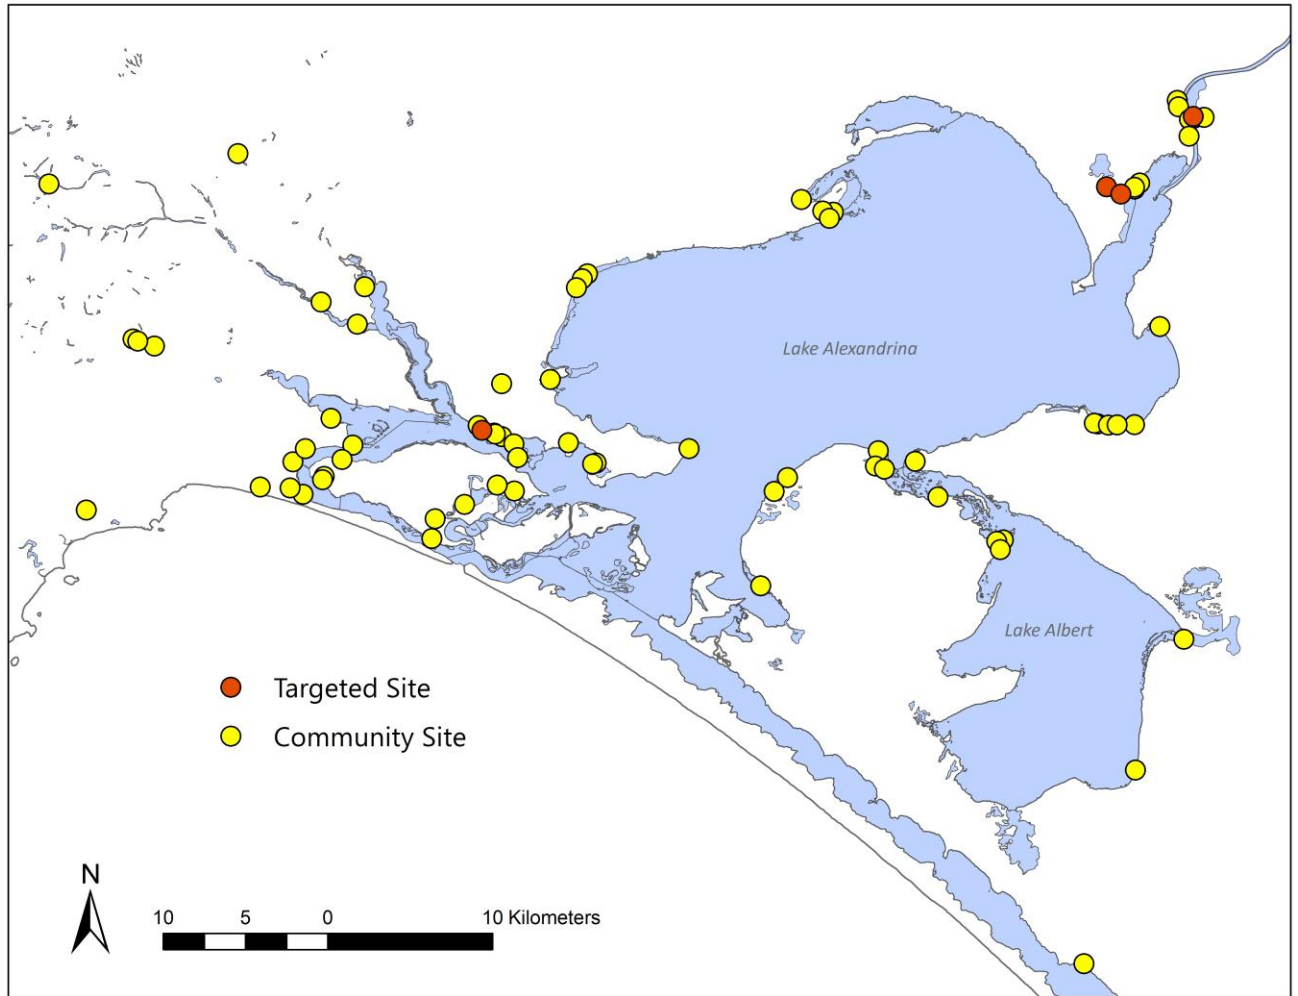 Lake Alexandrina
Lake Albert
Targeted Site
Community Site
N
10 5 0 10 Kilometers